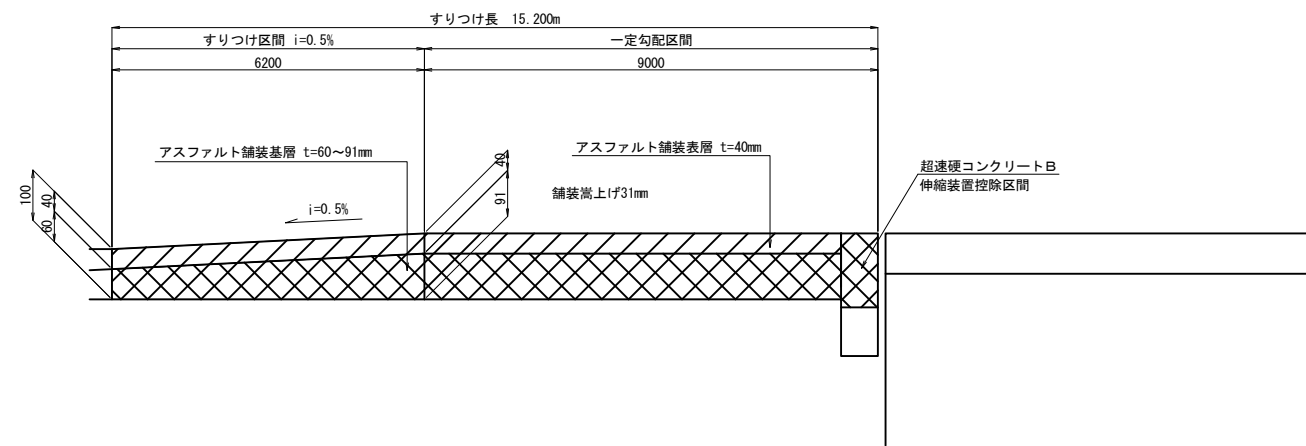 すりつけ長 15.200m
すりつけ区間 i=0.5%
一定勾配区間
6200
9000
アスファルト舗装基層 t=60～91mm
アスファルト舗装表層 t=40mm
超速硬コンクリートB
伸縮装置控除区間
舗装嵩上げ31mm
i=0.5%
100
40
60
40
91